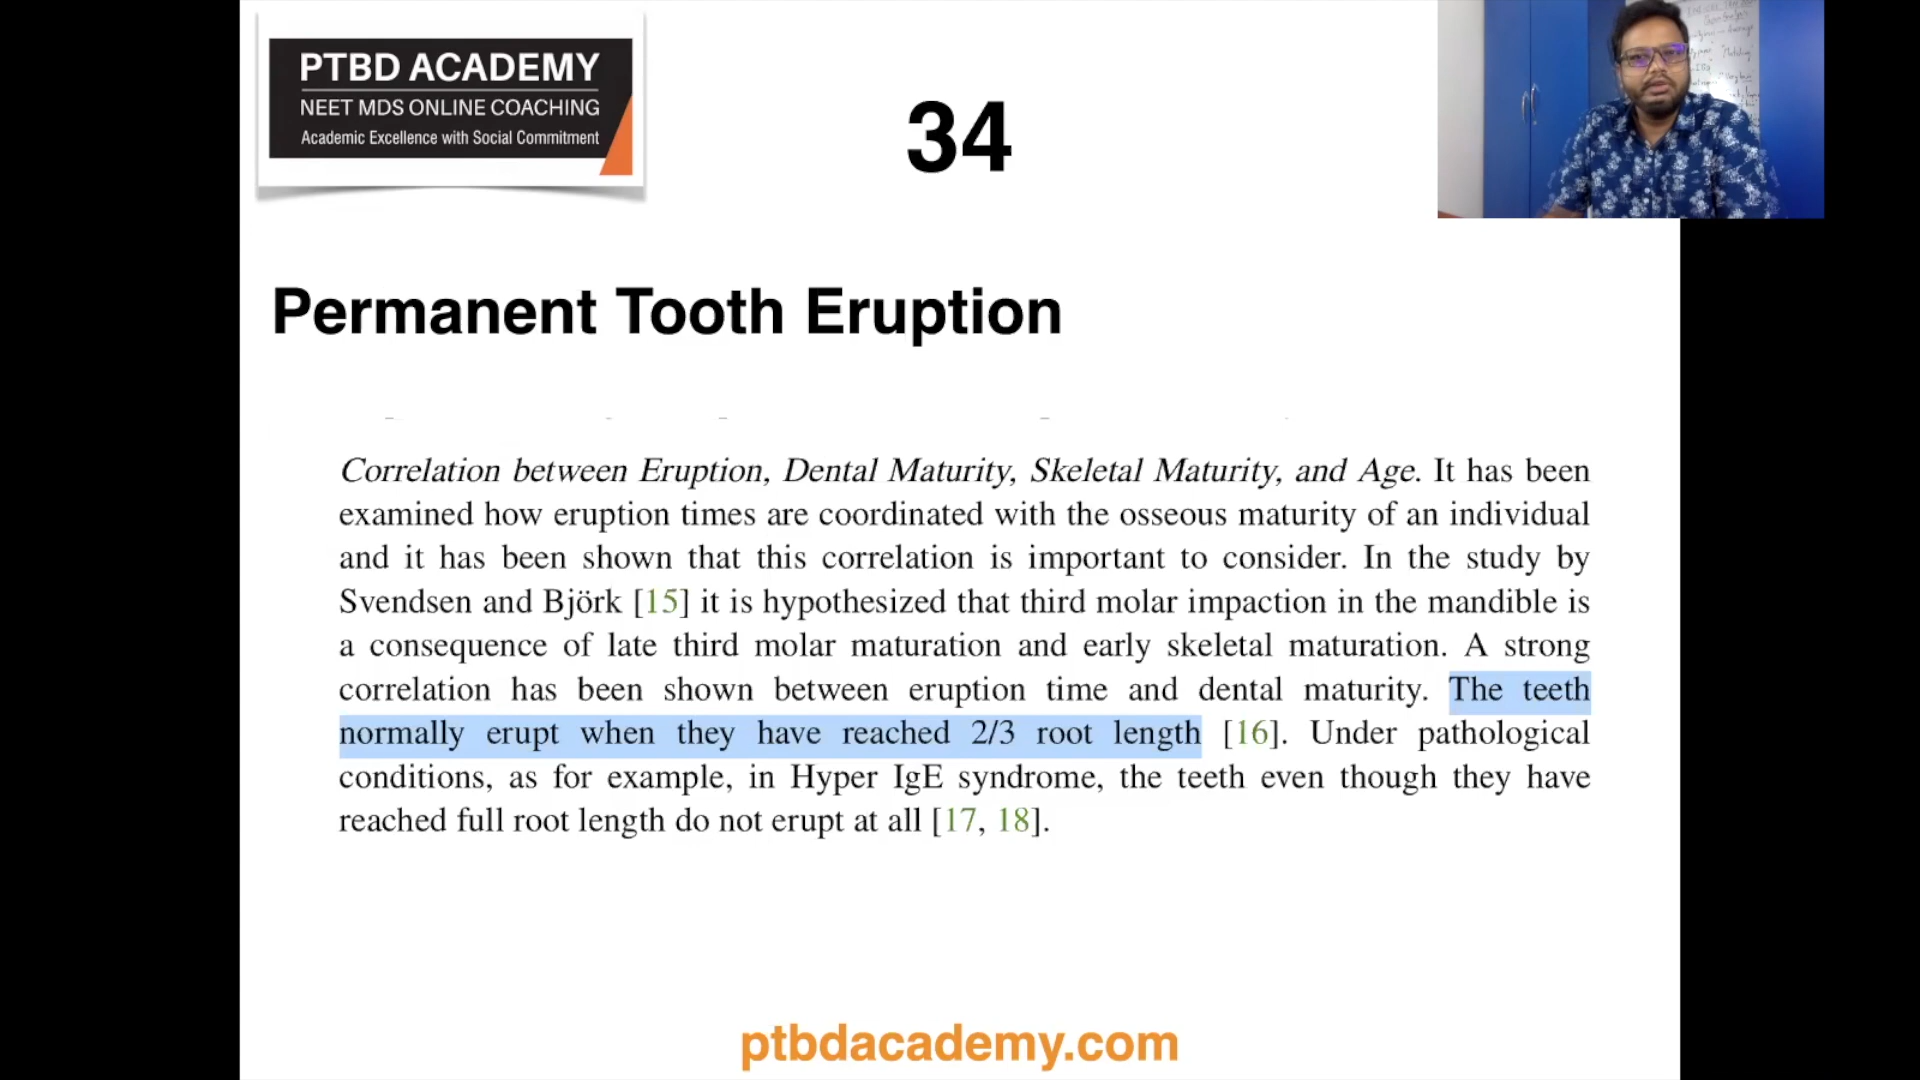 PTBD ACADEMY
NEET MDS ONLINE COACHING
Academic Excellence with Social Commitment
34
Permanent Tooth Eruption
Correlation between Eruption, Dental Maturity, Skeletal Maturity, and Age. It has been
examined how eruption times are coordinated with the osseous maturity of an individual
and it has been shown that this correlation is important to consider. In the study by
Svendsen and Björk [15] it is hypothesized that third molar impaction in the mandible is
a consequence of late third molar maturation and early skeletal maturation. A strong
correlation has been shown between eruption time and dental maturity. The teeth
normally erupt when they have reached 2/3 root length [16]. Under pathological
conditions, as for example, in Hyper IgE syndrome, the teeth even though they have
reached full root length do not erupt at all [17, 18].
ptbdacademy.com